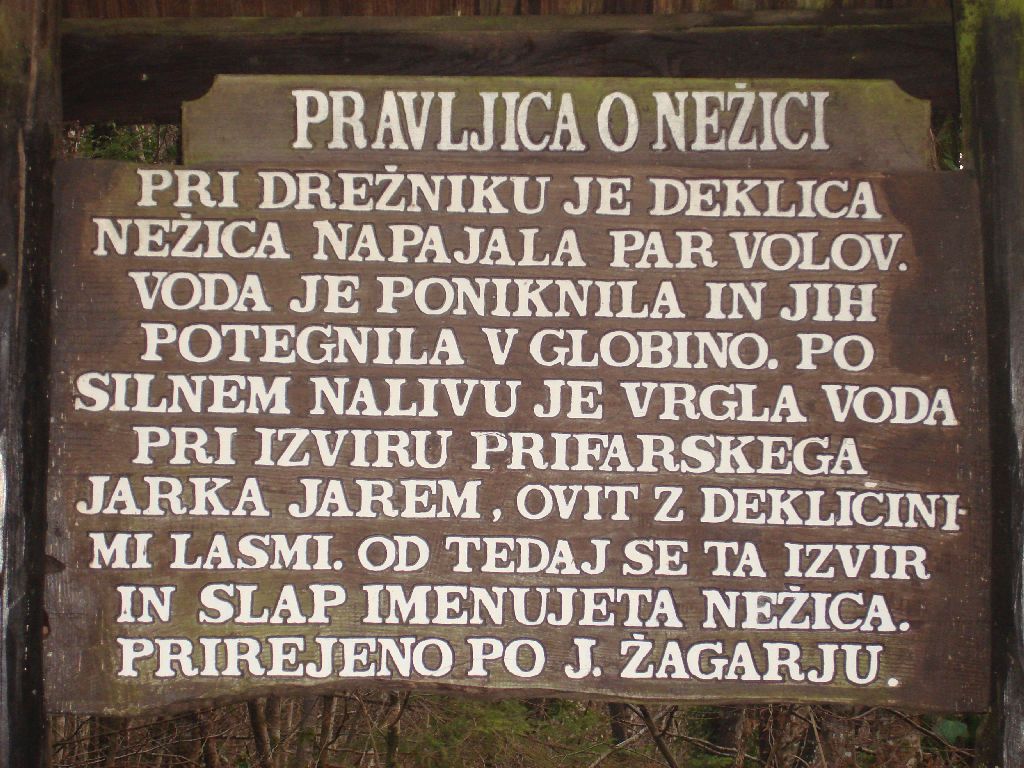 PRAVLJICA O NEŽICI
PRI DREŽNIKU JE DEKLICA
NEŽICA NAPAJALA PAR VOLOV.
VODA JE PONIKNILA IN JIH
POTEGNILA V GLOBINO. PO
SILNEM NALIVU JE VRGLA VODA
PRI IZVIRU PRIFARSKEGA
JARKA JAREM, OVIT Z DEKLICINI-
MI LASMI. OD TEDAJ SE TA IZVIR
IN SLAP IMENUJETA NEŽICA.
PRIREJENO PO J. ŽAGARJU.